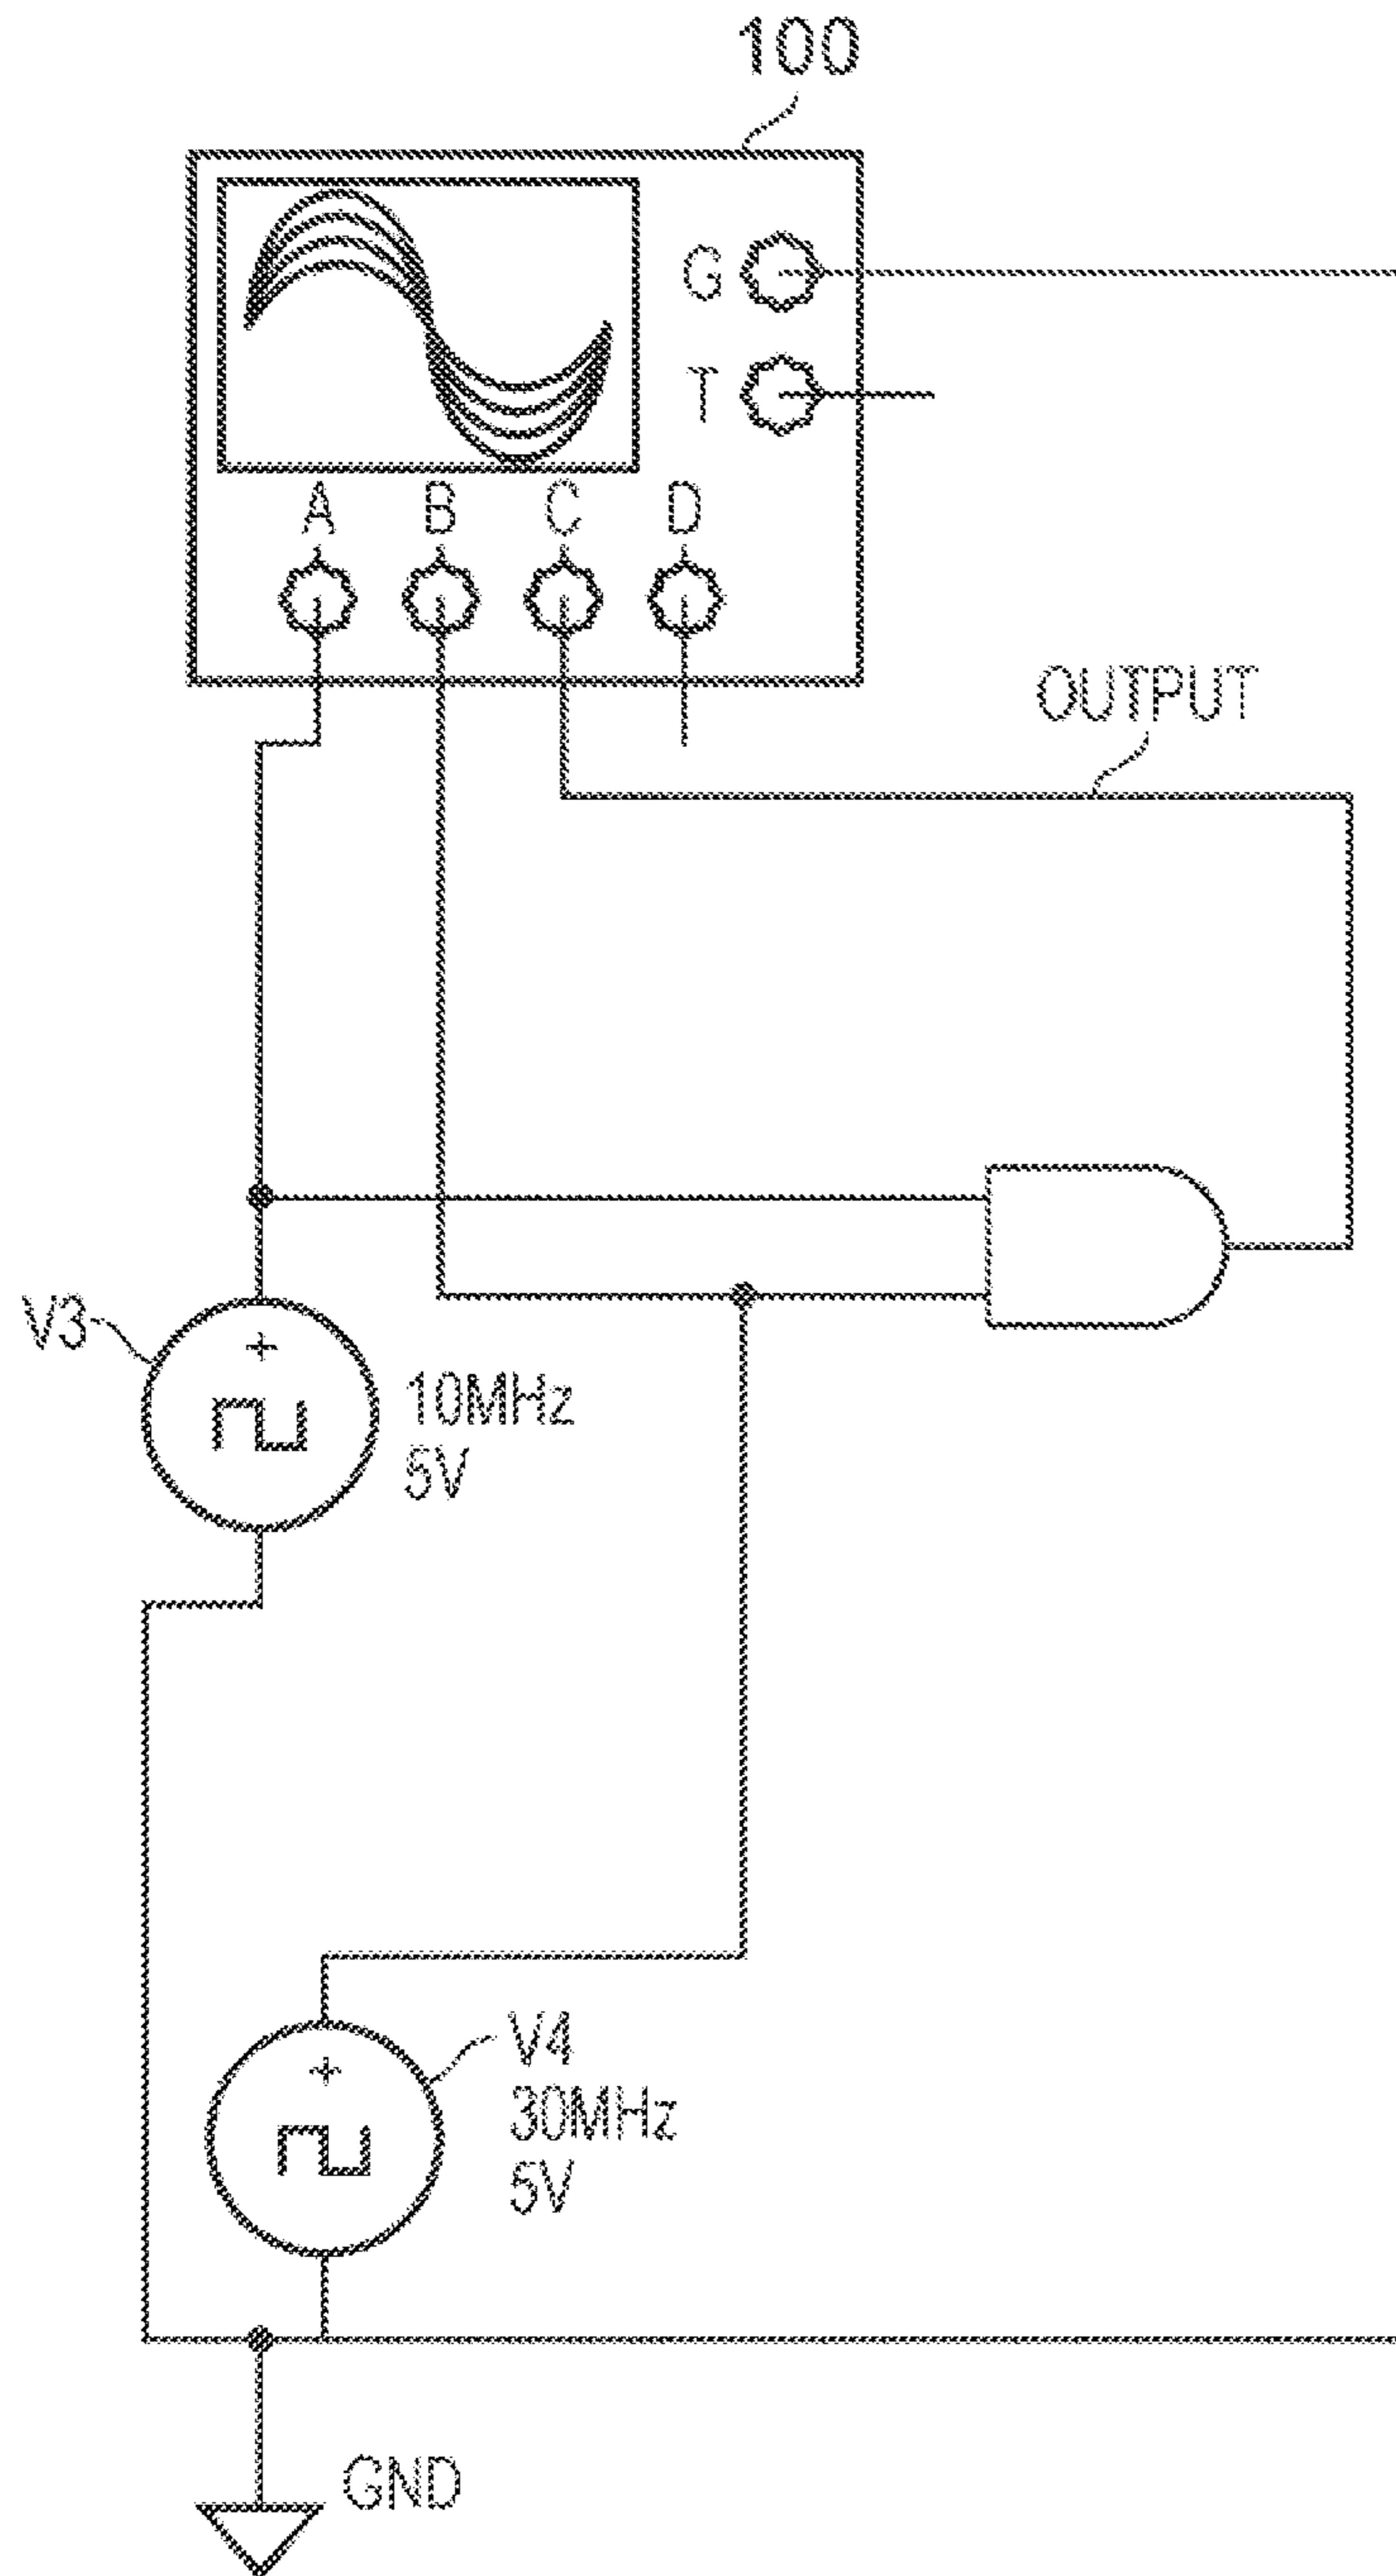 100
G
T
A B C D
OUTPUT
V3
+
10MHz
5V
V4
+
30MHz
5V
GND